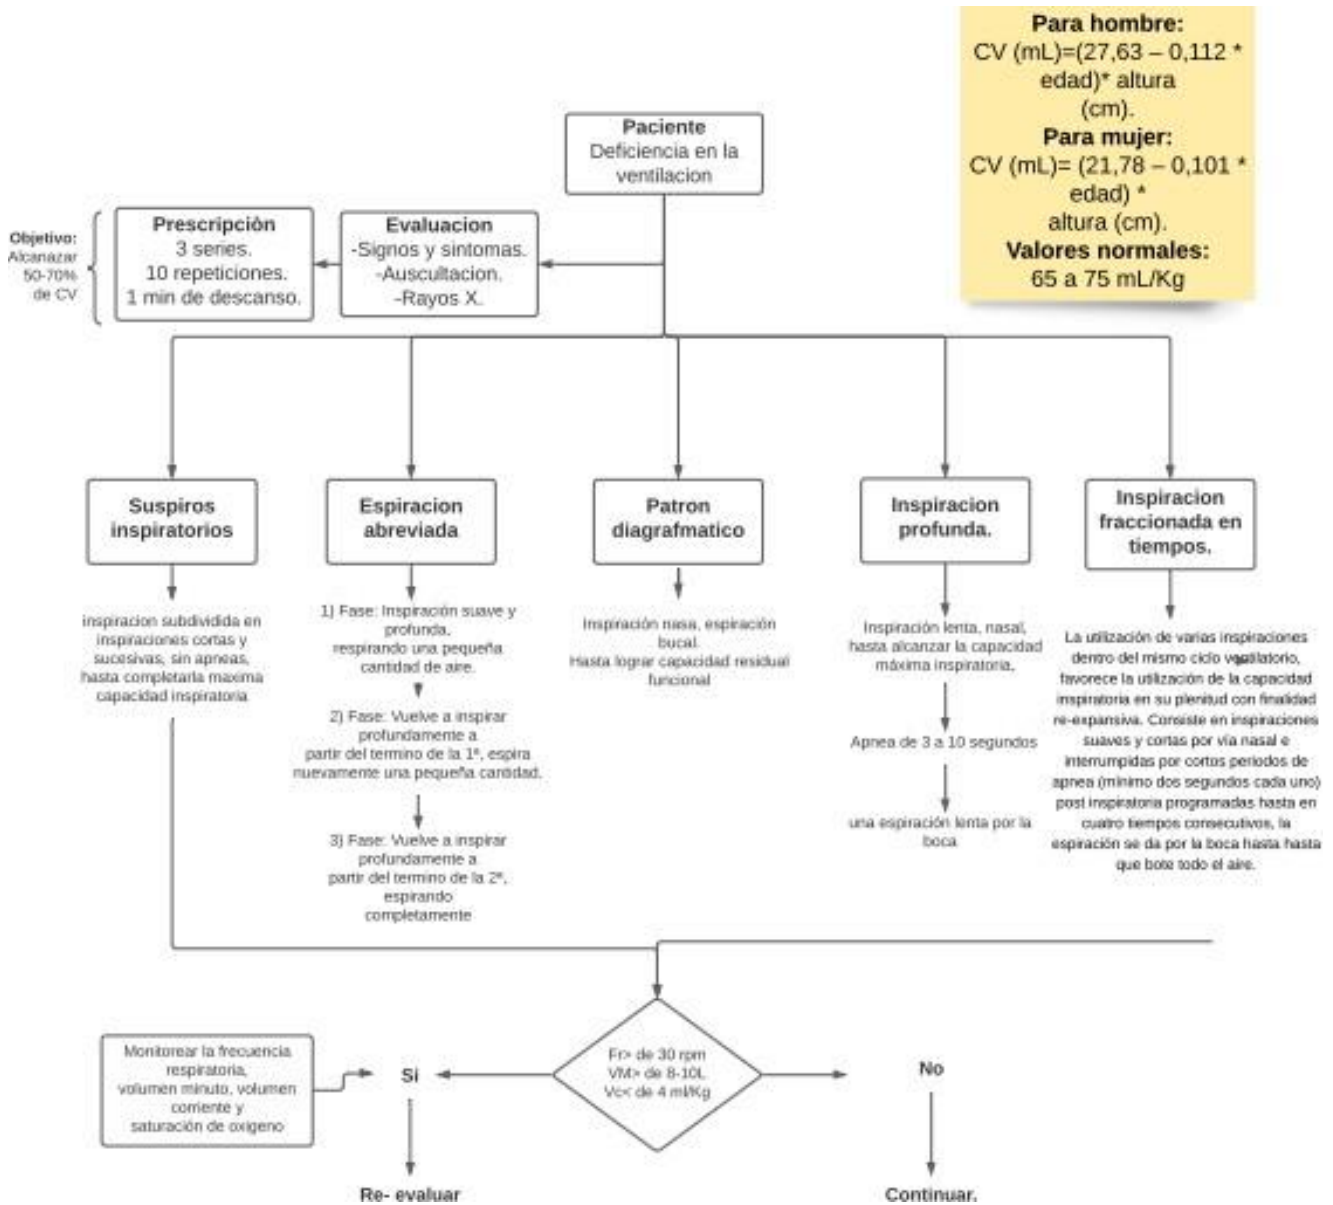 Para hombre:
CV (mL)=(27,63 – 0,112 *
edad)* altura
(cm).
Para mujer:
CV (mL)= (21,78 – 0,101 *
edad) *
altura (cm).
Valores normales:
65 a 75 mL/Kg
Paciente
Deficiencia en la
ventilacion
Objetivo:
Alcanazar
50-70%
de CV
Prescripción
3 series.
10 repeticiones.
1 min de descanso.
Evaluacion
-Signos y sintomas.
-Auscultacion.
-Rayos X.
Suspiros
inspiratorios
inspiracion subdividida en
inspiraciones cortas y
sucesivas, sin apneas,
hasta completarla maxima
capacidad inspiratoria
Espiracion
abreviada
1) Fase: Inspiración suave y
profunda,
respirando una pequeña
cantidad de aire.
2) Fase: Vuelve a inspirar
profundamente a
partir del termino de la 1ª, espira
nuevamente una pequeña cantidad.
3) Fase: Vuelve a inspirar
profundamente a
partir del termino de la 2ª,
espirando
completamente
Patron
diagrafmatico
Inspiración nasa, espiración
bucal.
Hasta lograr capacidad residual
funcional
Inspiracion
profunda.
Inspiración lenta, nasal,
hasta alcanzar la capacidad
máxima inspiratoria,
Apnea de 3 a 10 segundos
una espiración lenta por la
boca
Inspiracion
fraccionada en
tiempos.
La utilización de varias inspiraciones
dentro del mismo ciclo ventilatorio,
favorece la utilización de la capacidad
inspiratoria en su plenitud con finalidad
re-expansiva. Consiste en inspiraciones
suaves y cortas por vía nasal e
interrumpidas por cortos periodos de
apnea (mínimo dos segundos cada uno)
post inspiratoria programadas hasta en
cuatro tiempos consecutivos, la
espiración se da por la boca hasta hasta
que bote todo el aire.
Monitorear la frecuencia
respiratoria,
volumen minuto, volumen
corriente y
saturación de oxigeno
Si
Fr> de 30 rpm
VM> de 8-10L
Vc< de 4 ml/Kg
No
Re- evaluar
Continuar.